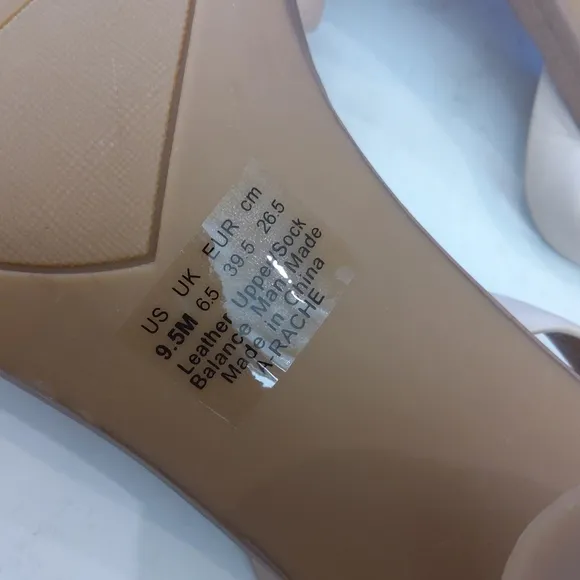 US UK EUR cm
9.5M 6.5 39.5 26.5
Leather Upper/Sock
Balance Man Made
Made in China
-RACHE